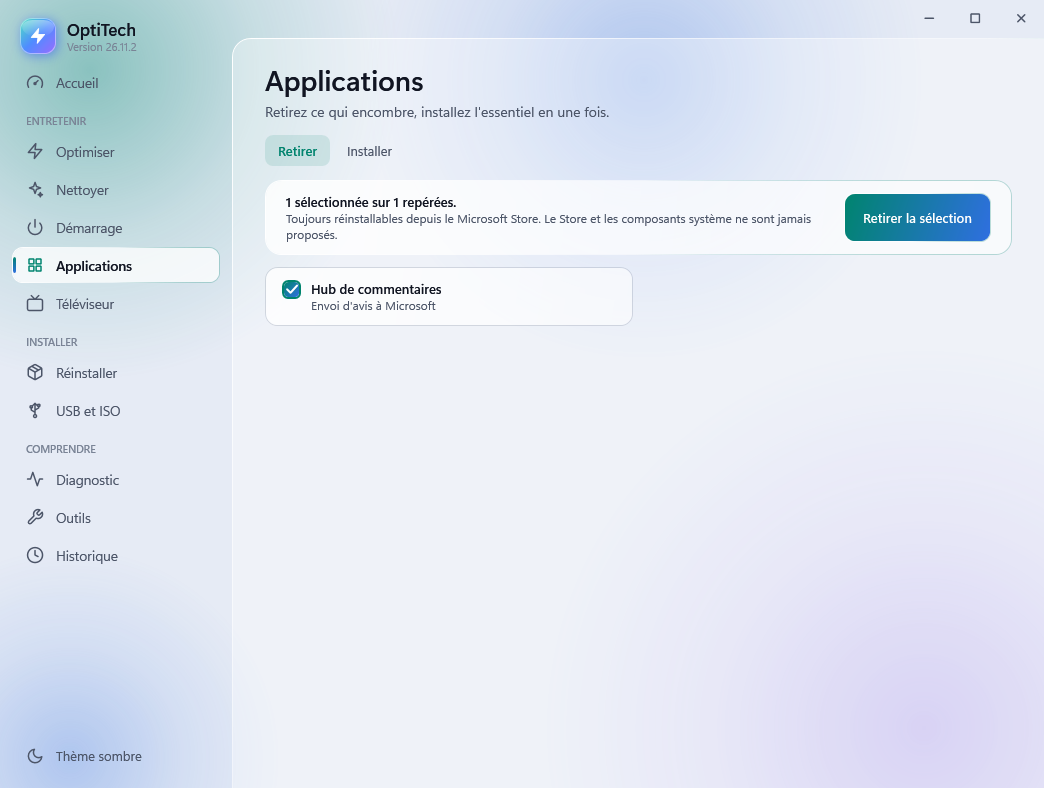 OptiTech
Version 26.11.2
Accueil
ENTRETENIR
Optimiser
Nettoyer
Démarrage
Applications
Téléviseur
INSTALLER
Réinstaller
USB et ISO
COMPRENDRE
Diagnostic
Outils
Historique
Thème sombre
Applications
Retirez ce qui encombre, installez l'essentiel en une fois.
Retirer
Installer
1 sélectionnée sur 1 repérées.
Toujours réinstallables depuis le Microsoft Store. Le Store et les composants système ne sont jamais
proposés.
Retirer la sélection
Hub de commentaires
Envoi d'avis à Microsoft